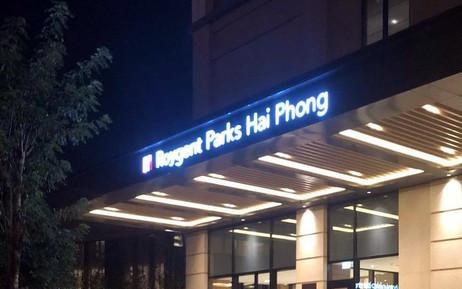 Roygent Parks Hai Phong